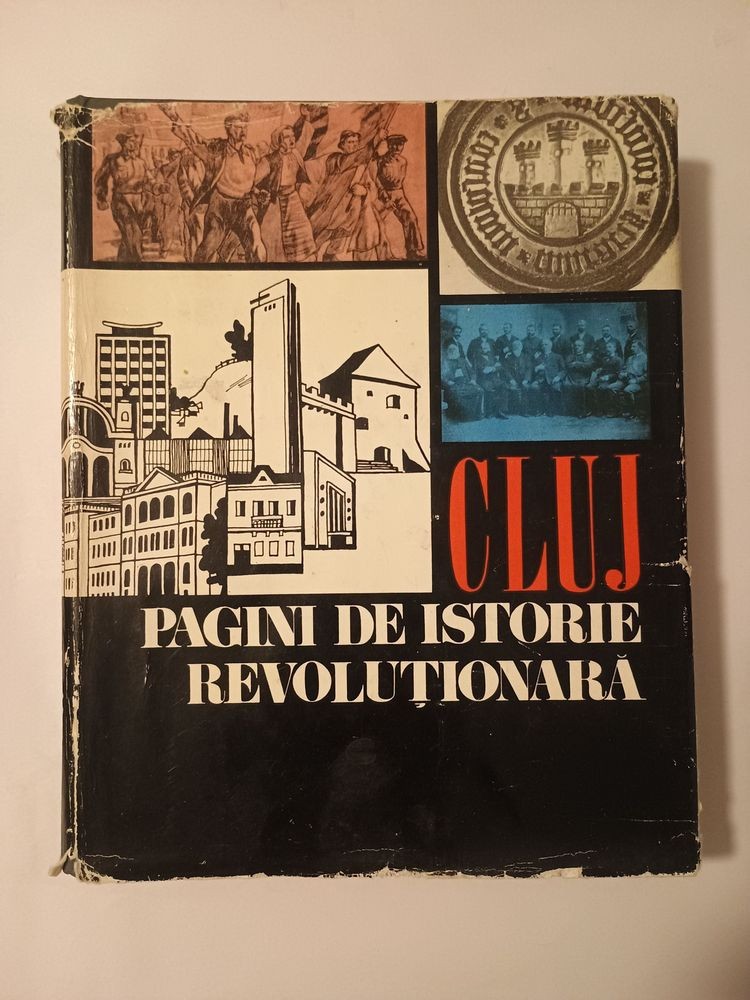 CLUJ
PAGINI DE ISTORIE
REVOLUȚIONARĂ